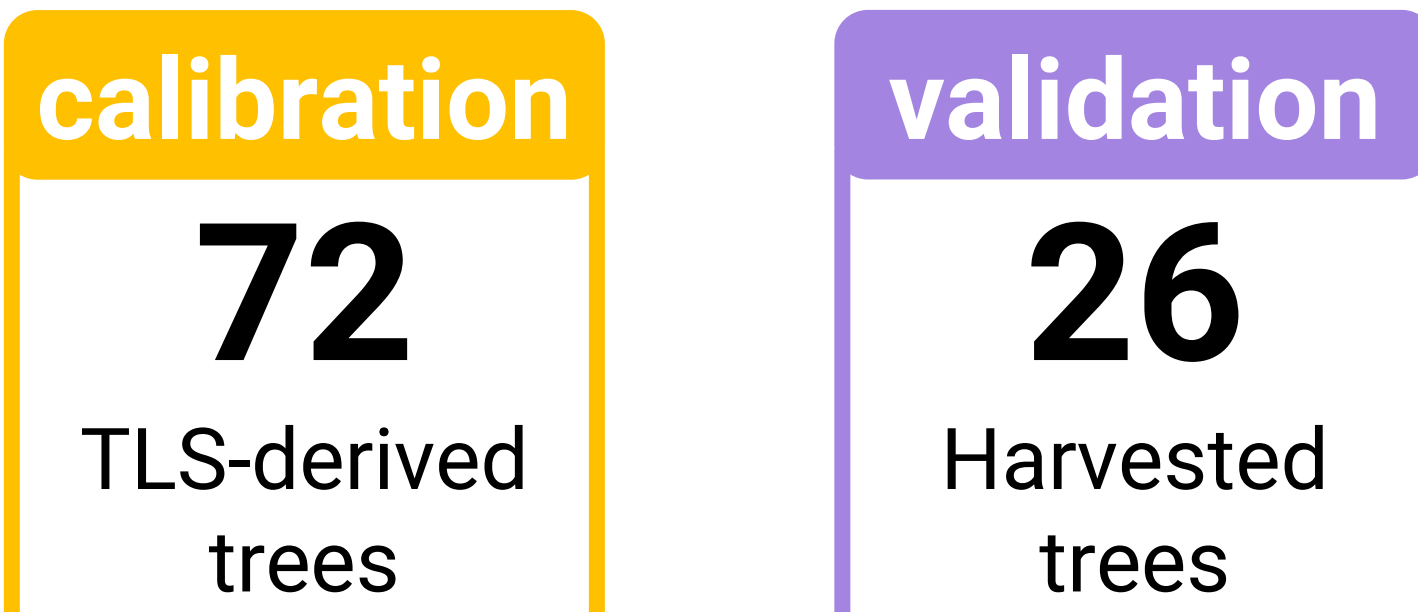 calibration
72
TLS-derived
trees
validation
26
Harvested
trees